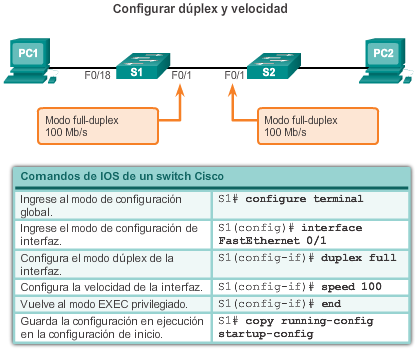 Configurar dúplex y velocidad
PC1
F0/18
S1
F0/1
F0/1
S2
PC2
Modo full-duplex
100 Mb/s
Modo full-duplex
100 Mb/s
Comandos de IOS de un switch Cisco
Ingrese al modo de configuración
global.
S1# configure terminal
Ingrese el modo de configuración de
interfaz.
S1(config)# interface
FastEthernet 0/1
Configura el modo dúplex de la
interfaz.
S1(config-if)# duplex full
Configura la velocidad de la interfaz.
S1(config-if)# speed 100
Vuelve al modo EXEC privilegiado.
S1(config-if)# end
Guarda la configuración en ejecución
en la configuración de inicio.
S1# copy running-config
startup-config